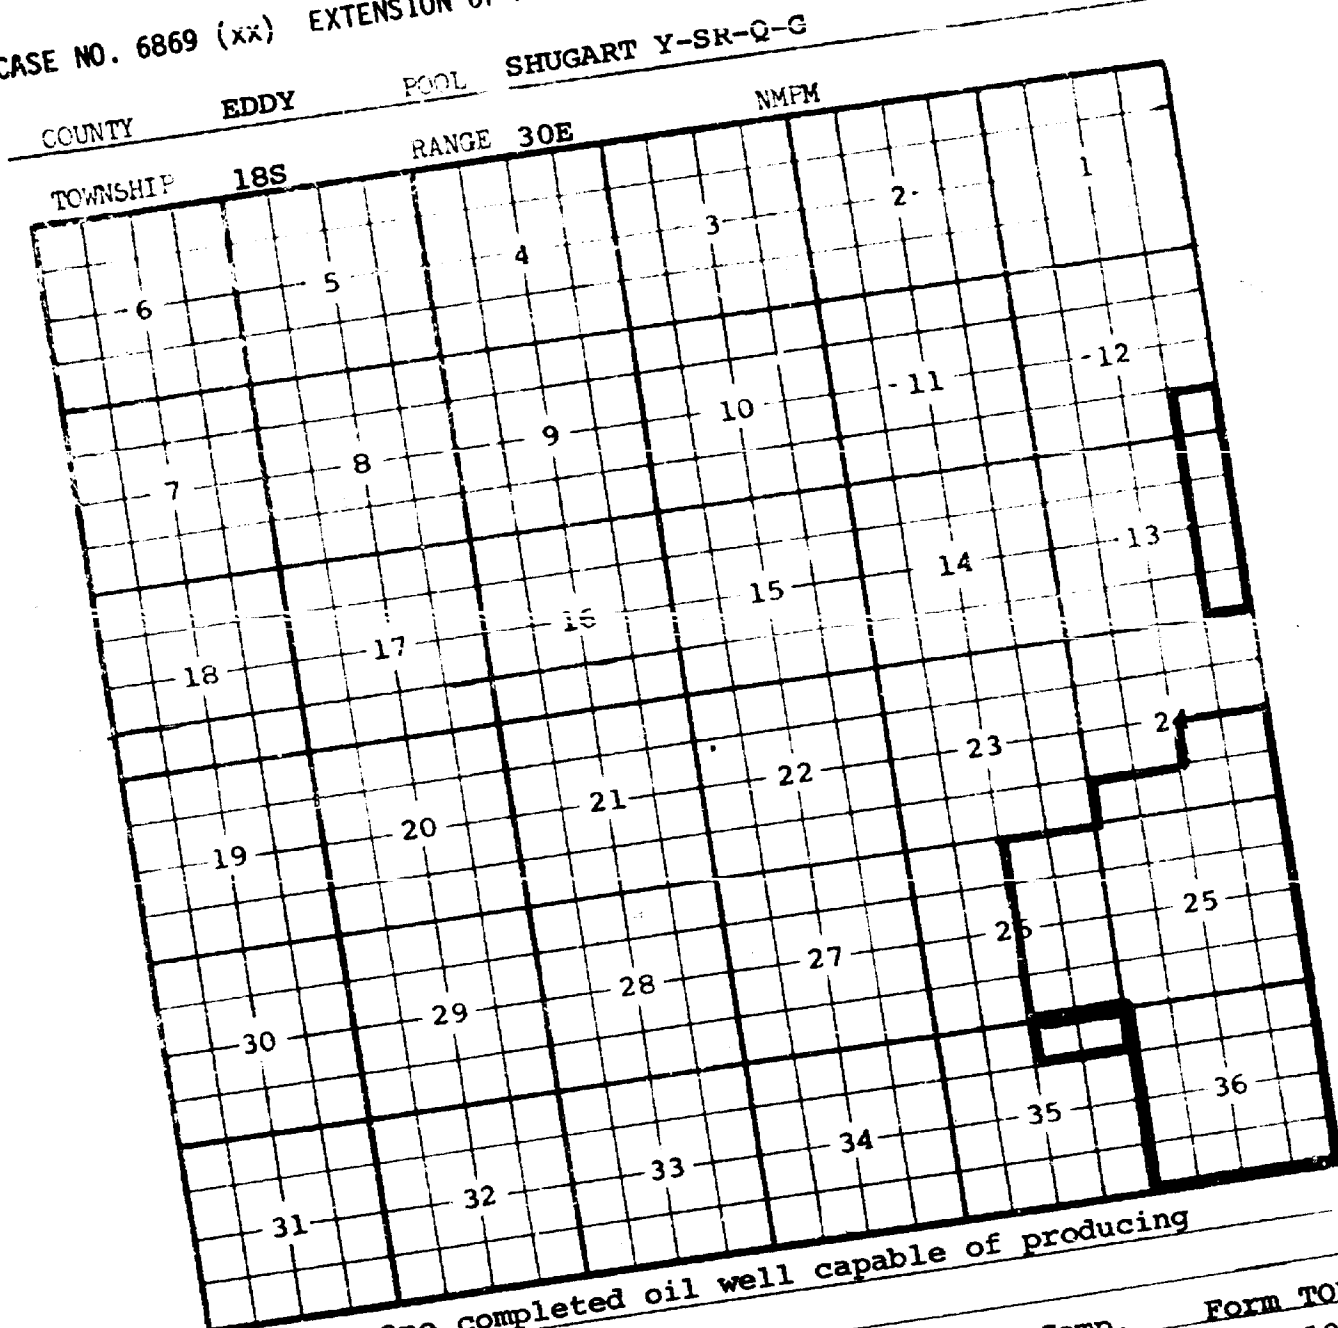 CASE NO. 6869 (xx) EXTENSION
COUNTY EDDY POOL SHUGART Y-SR-Q-G
TOWNSHIP 18S RANGE 30E NMPM
6 5 4 3 2 1
7 8 9 10 11 12
18 17 16 15 14 13
19 20 21 22 23 24
30 29 28 27 26 25
31 32 33 34 35 36
completed oil well capable of producing
Form